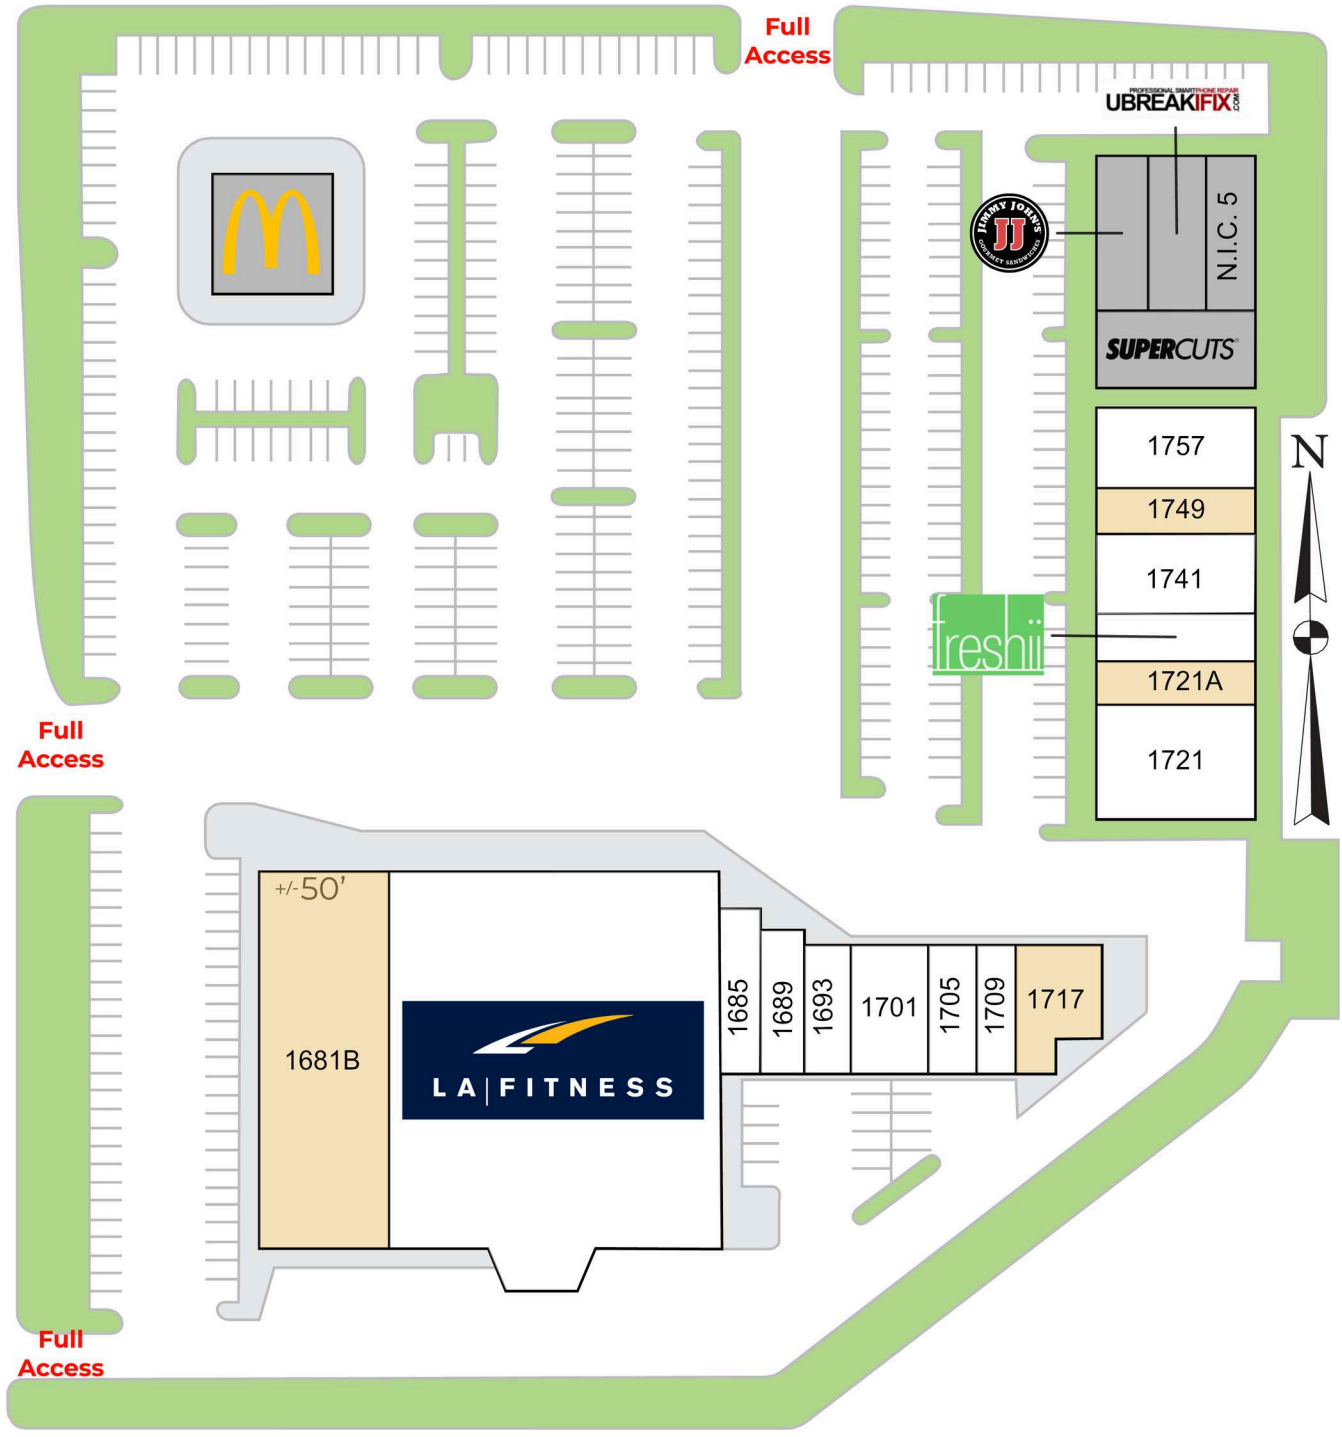 Full
Access
PROFESSIONAL SMARTPHONE REPAIR
UBREAKIFIX.COM
JIMMY JOHN'S
JJ
GOURMET SANDWICHES
N.I.C. 5
SUPERCUTS
1757
N
1749
1741
freshii
1721A
1721
Full
Access
+/-50'
1681B
LA|FITNESS
1685
1689
1693
1701
1705
1709
1717
Full
Access